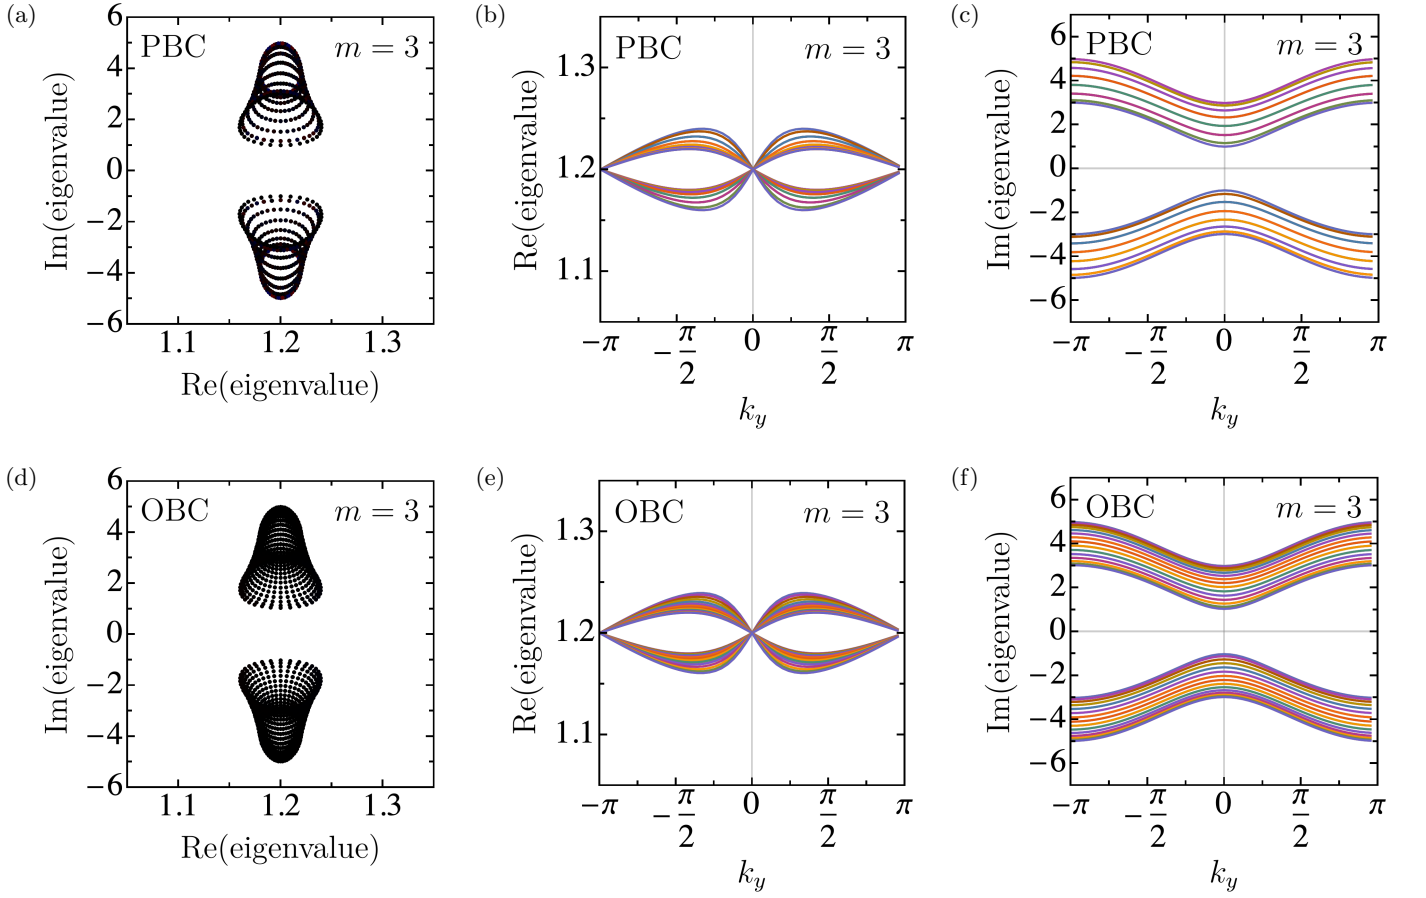 (a)
6
4
2
0
−2
−4
−6
PBC
m = 3
1.1
1.2
1.3
Im(eigenvalue)
Re(eigenvalue)
(b)
1.3
1.2
1.1
PBC
m = 3
−π
−π/2
0
π/2
π
Re(eigenvalue)
k_y
(c)
6
4
2
0
−2
−4
−6
PBC
m = 3
−π
−π/2
0
π/2
π
Im(eigenvalue)
k_y
(d)
6
4
2
0
−2
−4
−6
OBC
m = 3
1.1
1.2
1.3
Im(eigenvalue)
Re(eigenvalue)
(e)
1.3
1.2
1.1
OBC
m = 3
−π
−π/2
0
π/2
π
Re(eigenvalue)
k_y
(f)
6
4
2
0
−2
−4
−6
OBC
m = 3
−π
−π/2
0
π/2
π
Im(eigenvalue)
k_y